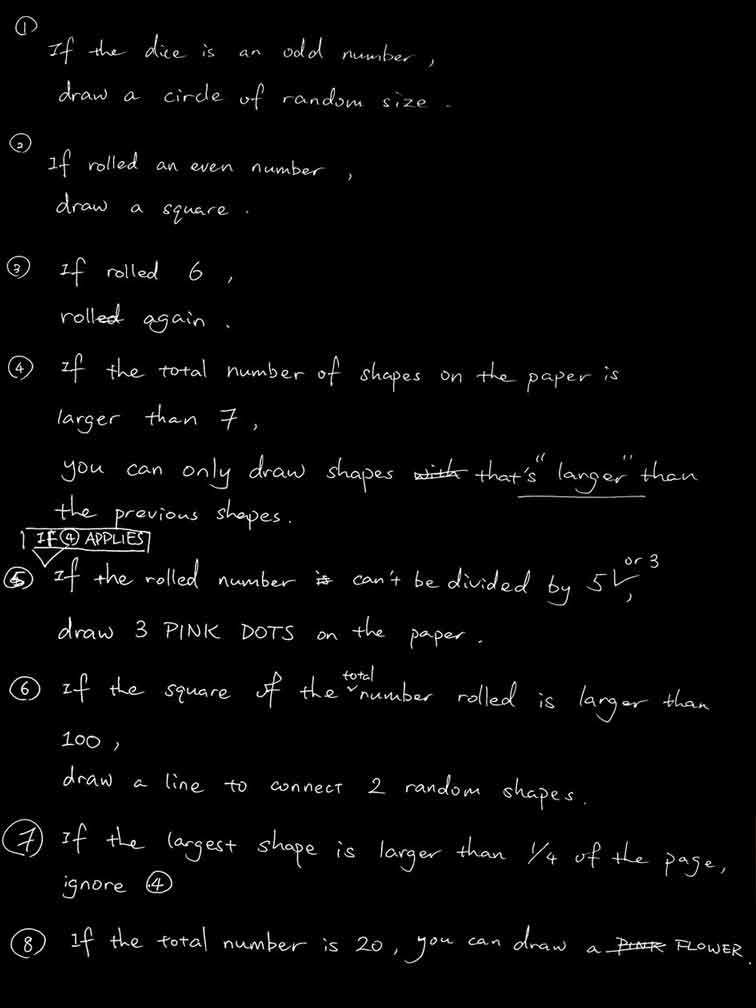 ①
If the dice is an odd number,
draw a circle of random size.
②
If rolled an even number,
draw a square.
③ If rolled 6,
rolled again.
④ If the total number of shapes on the paper is
larger than 7,
you can only draw shapes with that's "larger" than
the previous shapes.
IF ④ APPLIES
⑤ If the rolled number is can't be divided by 5 or 3,
draw 3 PINK DOTS on the paper.
⑥ If the square of the total number rolled is larger than
100,
draw a line to connect 2 random shapes.
⑦ If the largest shape is larger than 1/4 of the page,
ignore ④
⑧ If the total number is 20, you can draw a PINK FLOWER.